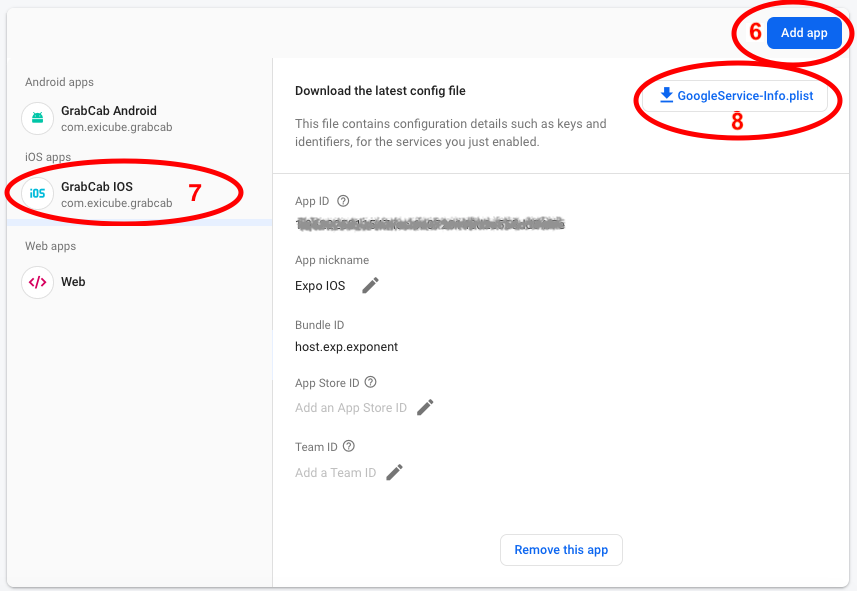 6
Add app
Android apps
GrabCab Android
com.exicube.grabcab
iOS apps
iOS
GrabCab IOS
com.exicube.grabcab
7
Web apps
</>
Web
Download the latest config file
GoogleService-Info.plist
8
This file contains configuration details such as keys and
identifiers, for the services you just enabled.
App ID ?
App nickname
Expo IOS
Bundle ID
host.exp.exponent
App Store ID ?
Add an App Store ID
Team ID ?
Add a Team ID
Remove this app